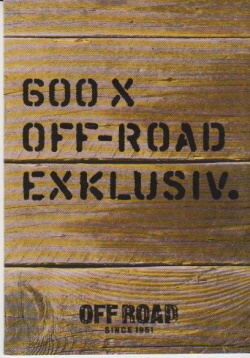 600 X
OFF-ROAD
EXKLUSIV.
OFF ROAD
SINCE 1951